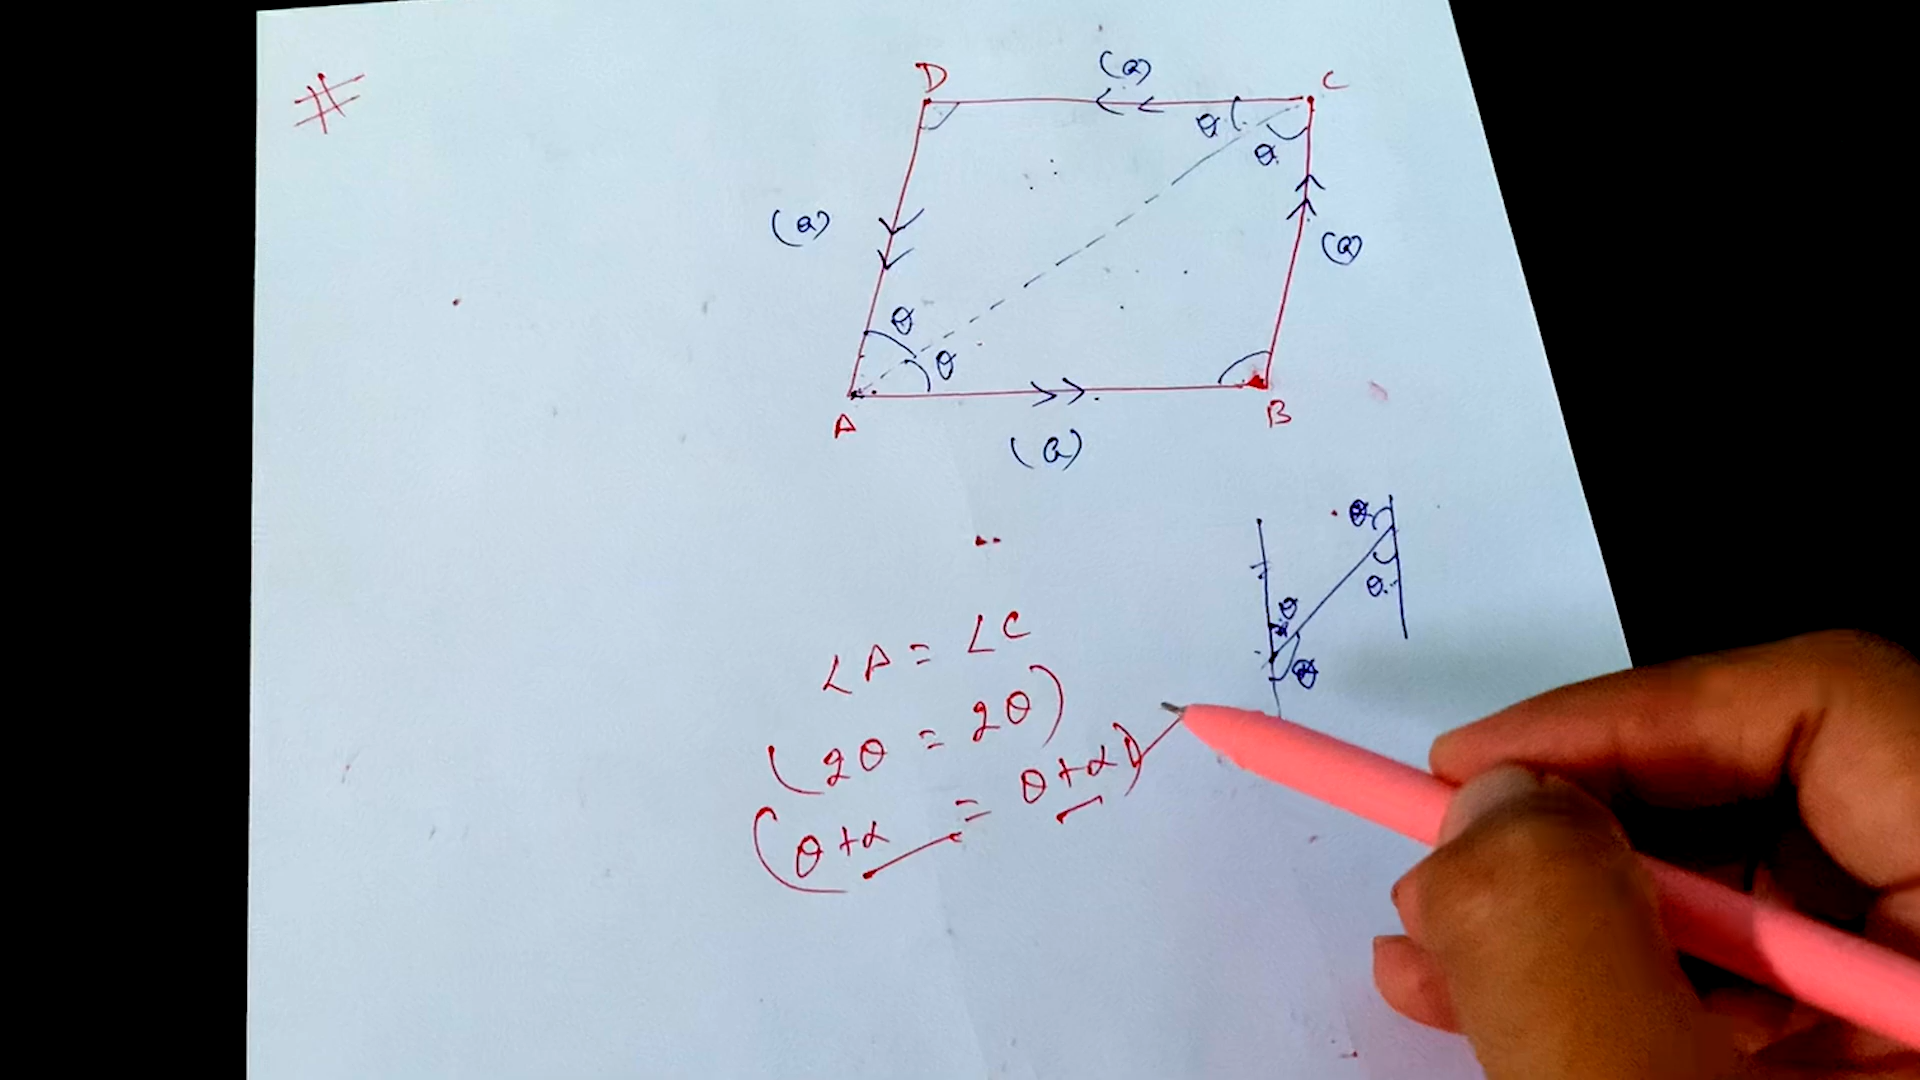 #
D
(a)
C
θ
θ
(a)
(a)
θ
θ
A
B
(a)
θ
θ
θ
∠A = ∠C
(2θ = 2θ)
(θ+α = θ+α)